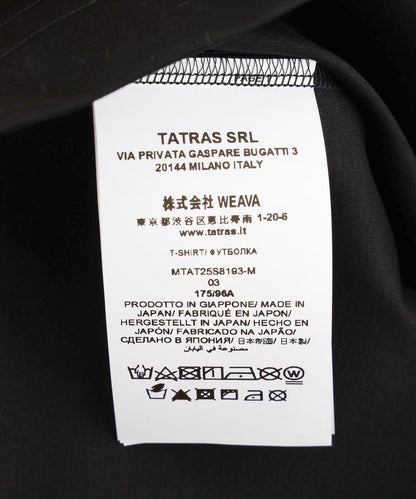 TATRAS SRL
VIA PRIVATA GASPARE BUGATTI 3
20144 MILANO ITALY
株式会社 WEAVA
東京都渋谷区恵比寿南 1-20-6
www.tatras.it
T-SHIRT/ ФУТБОЛКА
MTAT25S8193-M
03
175/96A
PRODOTTO IN GIAPPONE/ MADE IN
JAPAN/ FABRIQUÉ EN JAPON/
HERGESTELLT IN JAPAN/ HECHO EN
JAPÓN/ FABRICADO NA JAPÃO/
СДЕЛАНО В ЯПОНИЯ/ 日本制造/ 日本製/
مصنوعة في اليابان